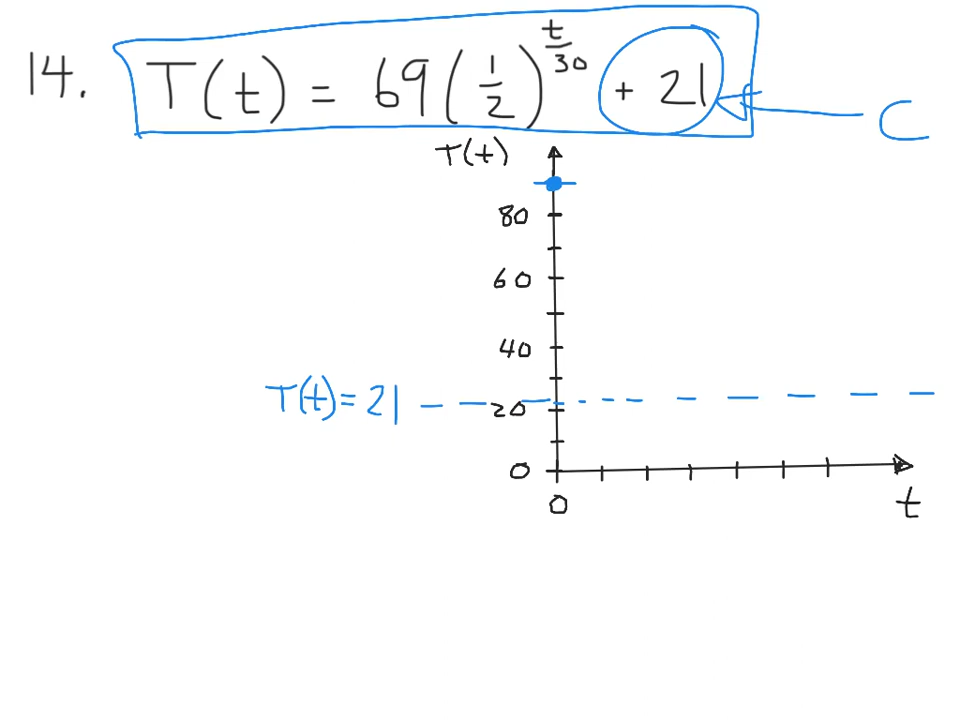 14. T(t) = 69(1/2)^(t/30) + 21
C
T(t)
80
60
40
T(t) = 21
20
0
0
t